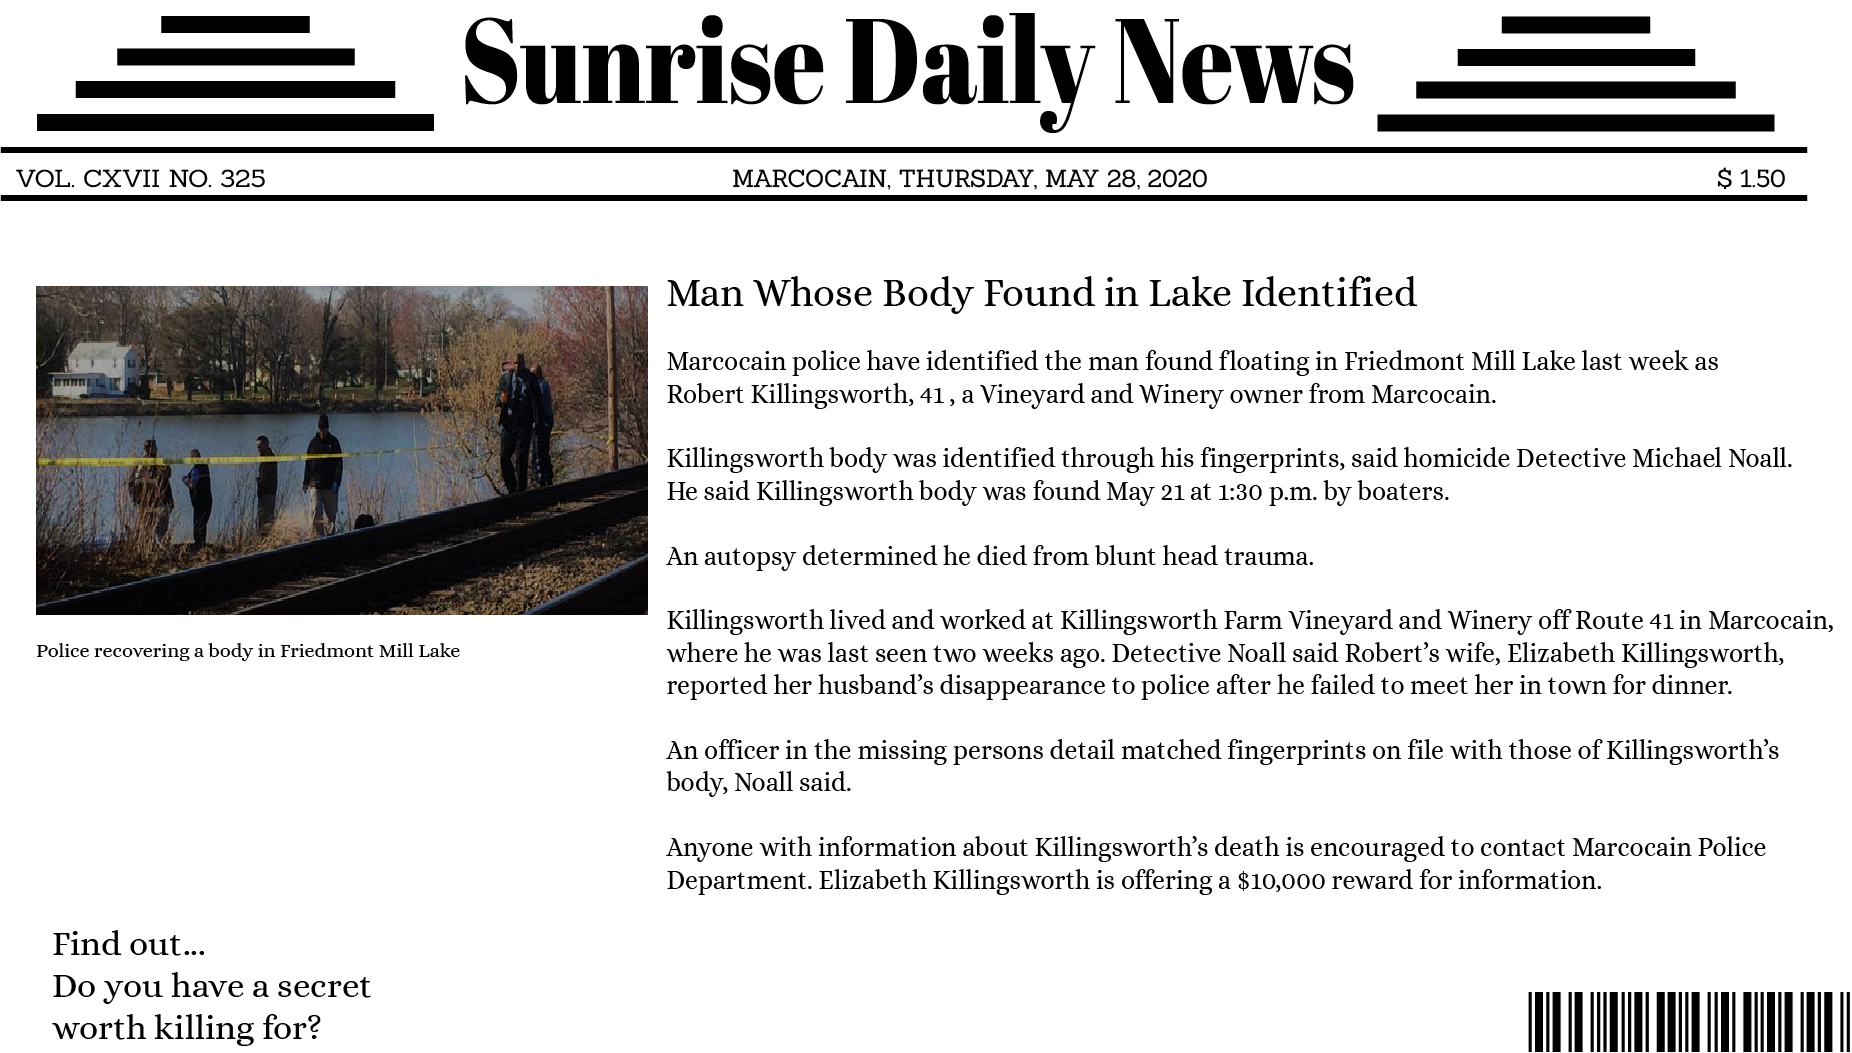 Sunrise Daily News
VOL. CXVII NO. 325
MARCOCAIN, THURSDAY, MAY 28, 2020
$ 1.50
Man Whose Body Found in Lake Identified
Marcocain police have identified the man found floating in Friedmont Mill Lake last week as
Robert Killingsworth, 41 , a Vineyard and Winery owner from Marcocain.
Killingsworth body was identified through his fingerprints, said homicide Detective Michael Noall.
He said Killingsworth body was found May 21 at 1:30 p.m. by boaters.
An autopsy determined he died from blunt head trauma.
Killingsworth lived and worked at Killingsworth Farm Vineyard and Winery off Route 41 in Marcocain,
where he was last seen two weeks ago. Detective Noall said Robert’s wife, Elizabeth Killingsworth,
reported her husband’s disappearance to police after he failed to meet her in town for dinner.
An officer in the missing persons detail matched fingerprints on file with those of Killingsworth’s
body, Noall said.
Anyone with information about Killingsworth’s death is encouraged to contact Marcocain Police
Department. Elizabeth Killingsworth is offering a $10,000 reward for information.
Police recovering a body in Friedmont Mill Lake
Find out...
Do you have a secret
worth killing for?